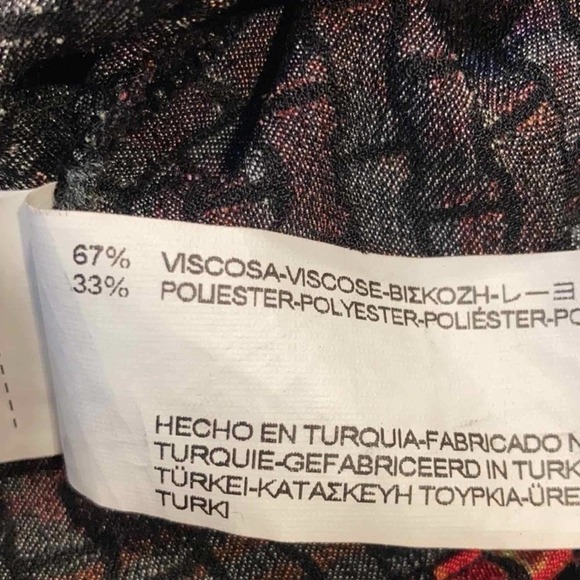 67% VISCOSA-VISCOSE-ΒΙΣΚΟΖΗ-レーヨ
33% POLIESTER-POLYESTER-POLIÉSTER-PO
HECHO EN TURQUIA-FABRICADO N
TURQUIE-GEFABRICEERD IN TURK
TÜRKEI-ΚΑΤΑΣΚΕΥΗ ΤΟΥΡΚΙΑ-ÜRE
TURKI